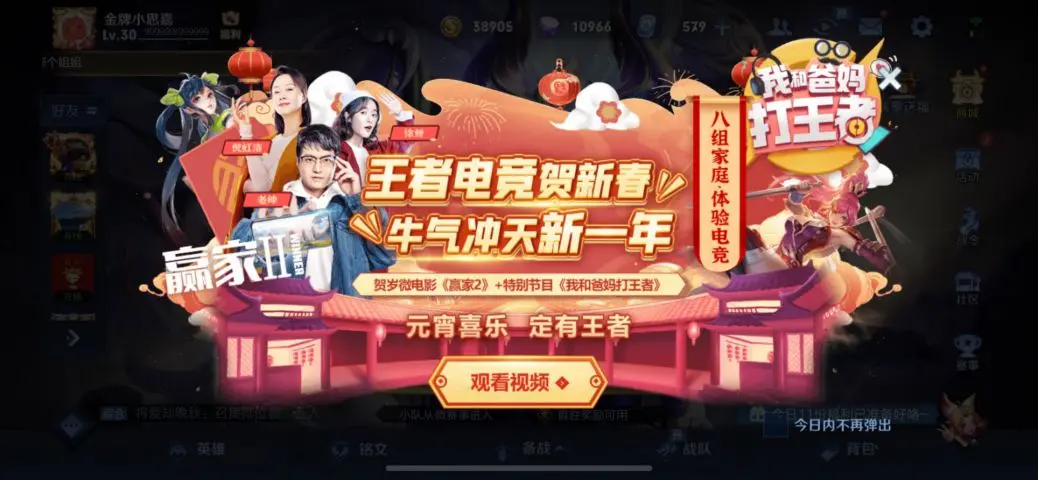 金牌小思嘉
Lv.30
福利
38905
10966
579
好友
倪虹洁
徐娇
老帅
赢家II
WINNER
王者电竞贺新春
牛气冲天新一年
贺岁微电影《赢家2》+特别节目《我和爸妈打王者》
元宵喜乐 定有王者
观看视频
八组家庭·体验电竞
我和爸妈
打王者
商城
活动
社区
赛事
今日内不再弹出
英雄
铭文
备战
战队
背包